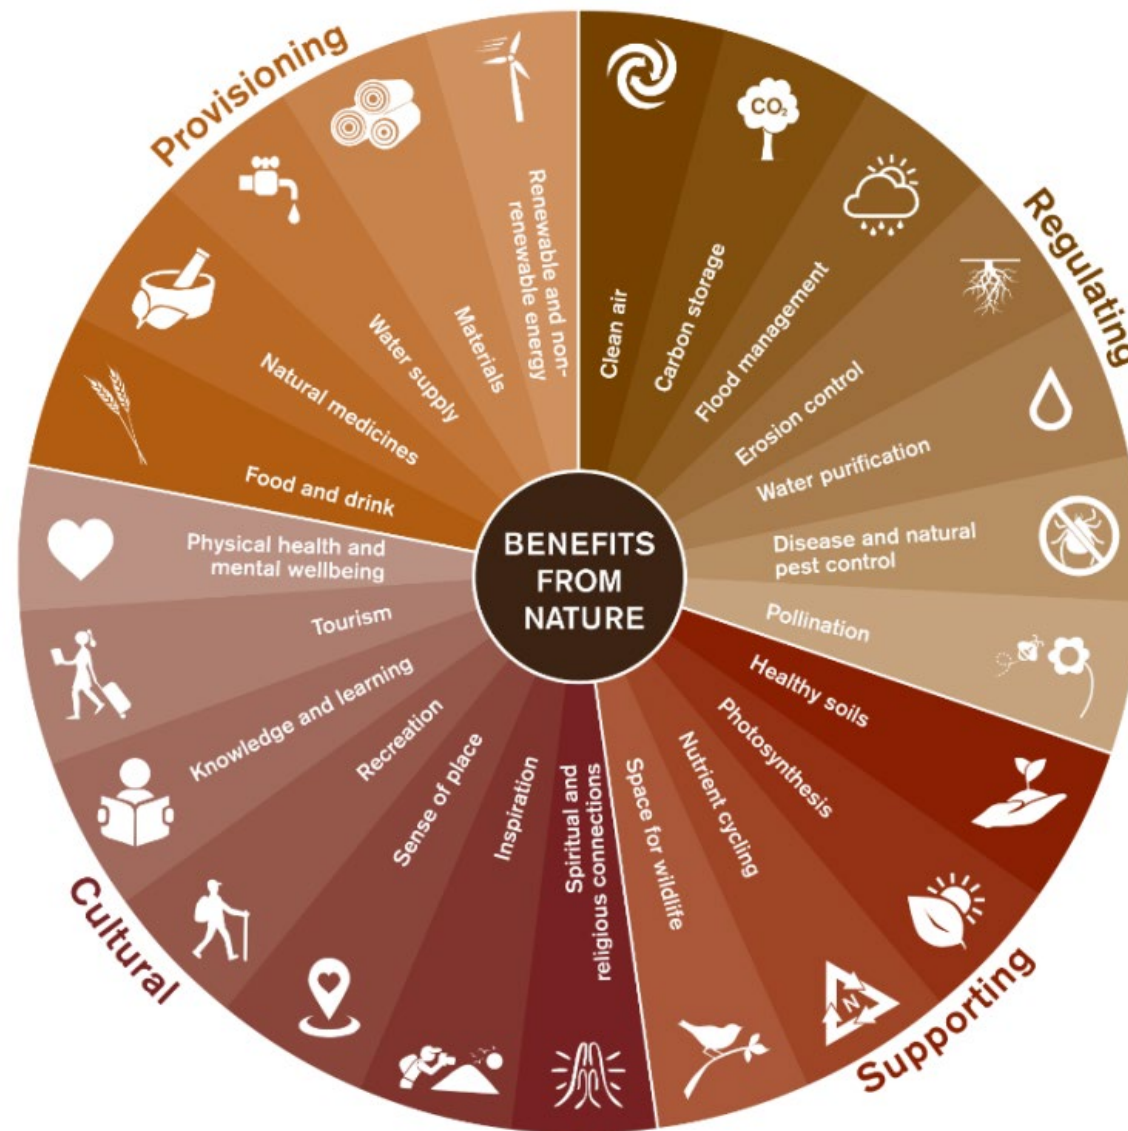 Provisioning
Renewable and non-
renewable energy
Materials
Water supply
Natural medicines
Food and drink
Regulating
Clean air
CO₂
Carbon storage
Flood management
Erosion control
Water purification
Disease and natural
pest control
Pollination
BENEFITS
FROM
NATURE
Supporting
Healthy soils
Photosynthesis
Nutrient cycling
N
Space for wildlife
Cultural
Physical health and
mental wellbeing
Tourism
Knowledge and learning
Recreation
Sense of place
Inspiration
Spiritual and
religious connections